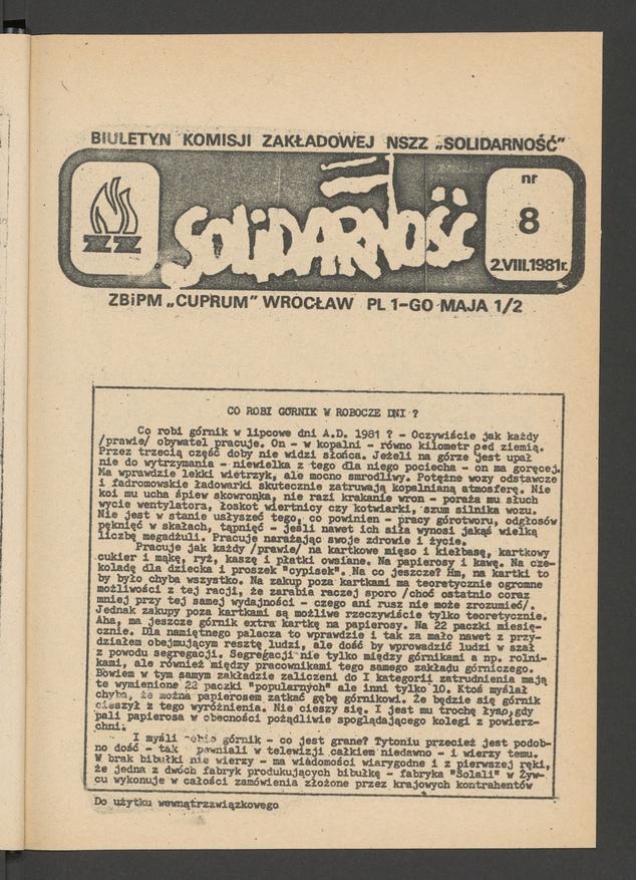 BIULETYN KOMISJI ZAKŁADOWEJ NSZZ „SOLIDARNOŚĆ”
ZZ
SOLIDARNOŚĆ
nr
8
2.VIII.1981r.
ZBiPM „CUPRUM” WROCŁAW PL 1-GO MAJA 1/2
CO ROBI GÓRNIK W ROBOCZE DNI ?
Co robi górnik w lipcowe dni A.D. 1981 ? - Oczywiście jak każdy
/prawie/ obywatel pracuje. On - w kopalni - równo kilometr pod ziemią.
Przez trzecią część doby nie widzi słońca. Jeżeli na górze jest upał
nie do wytrzymania - niewielka z tego dla niego pociecha - on ma goręcej.
Ma wprawdzie lekki wietrzyk, ale mocno smrodliwy. Potężne wozy odstawcze
i fadromowskie ładowarki skutecznie zatruwają kopalnianą atmosferę. Nie
koi mu ucha śpiew skowronka, nie razi krakanie wron - poraża mu słuch
wycie wentylatora, łoskot wiertnicy czy kotwiarki, szum silnika wozu.
Nie jest w stanie usłyszeć tego, co powinien - pracy górotworu, odgłosów
pęknięć w skałach, tąpnięć - jeśli nawet ich siła wynosi jakąś wielką
liczbę megadżuli. Pracuje narażając swoje zdrowie i życie.
Pracuje jak każdy /prawie/ na kartkowe mięso i kiełbasę, kartkowy
cukier i mąkę, ryż, kaszę i płatki owsiane. Na papierosy i kawę. Na cze-
koladę dla dziecka i proszek "cypisek". Na co jeszcze? Hm, na kartki to
by było chyba wszystko. Na zakup poza kartkami ma teoretycznie ogromne
możliwości z tej racji, że zarabia raczej sporo /choć ostatnio coraz
mniej przy tej samej wydajności - czego ani rusz nie może zrozumieć/.
Jednak zakupy poza kartkami są możliwe rzeczywiście tylko teoretycznie.
Aha, ma jeszcze górnik extra kartkę na papierosy. Na 22 paczki miesię-
cznie. Dla namiętnego palacza to wprawdzie i tak za mało nawet z przy-
działem obejmującym resztę ludzi, ale dość by wprowadzić ludzi w szał
z powodu segregacji. Segregacji nie tylko między górnikami a np. rolni-
kami, ale również między pracownikami tego samego zakładu górniczego.
Bowiem w tym samym zakładzie zaliczeni do I kategorii zatrudnienia mają
te wymienione 22 paczki "popularnych" ale inni tylko 10. Ktoś myślał
chyba, że można papierosem zatkać gębę górnikowi. Że będzie się górnik
cieszył z tego wyróżnienia. Nie cieszy się. I jest mu trochę łyso, gdy
pali papierosa w obecności pożądliwie spoglądającego kolegi z powierz-
chni.
I myśli sobie górnik - co jest grane? Tytoniu przecież jest podob-
no dość - tak pewniali w telewizji całkiem niedawno - i wierzy temu.
W brak bibułki nie wierzy - ma wiadomości wiarygodne i z pierwszej ręki,
że jedna z dwóch fabryk produkujących bibułkę - fabryka "Solali" w Żyw-
cu wykonuje w całości zamówienia złożone przez krajowych kontrahentów
Do użytku wewnątrzzwiązkowego